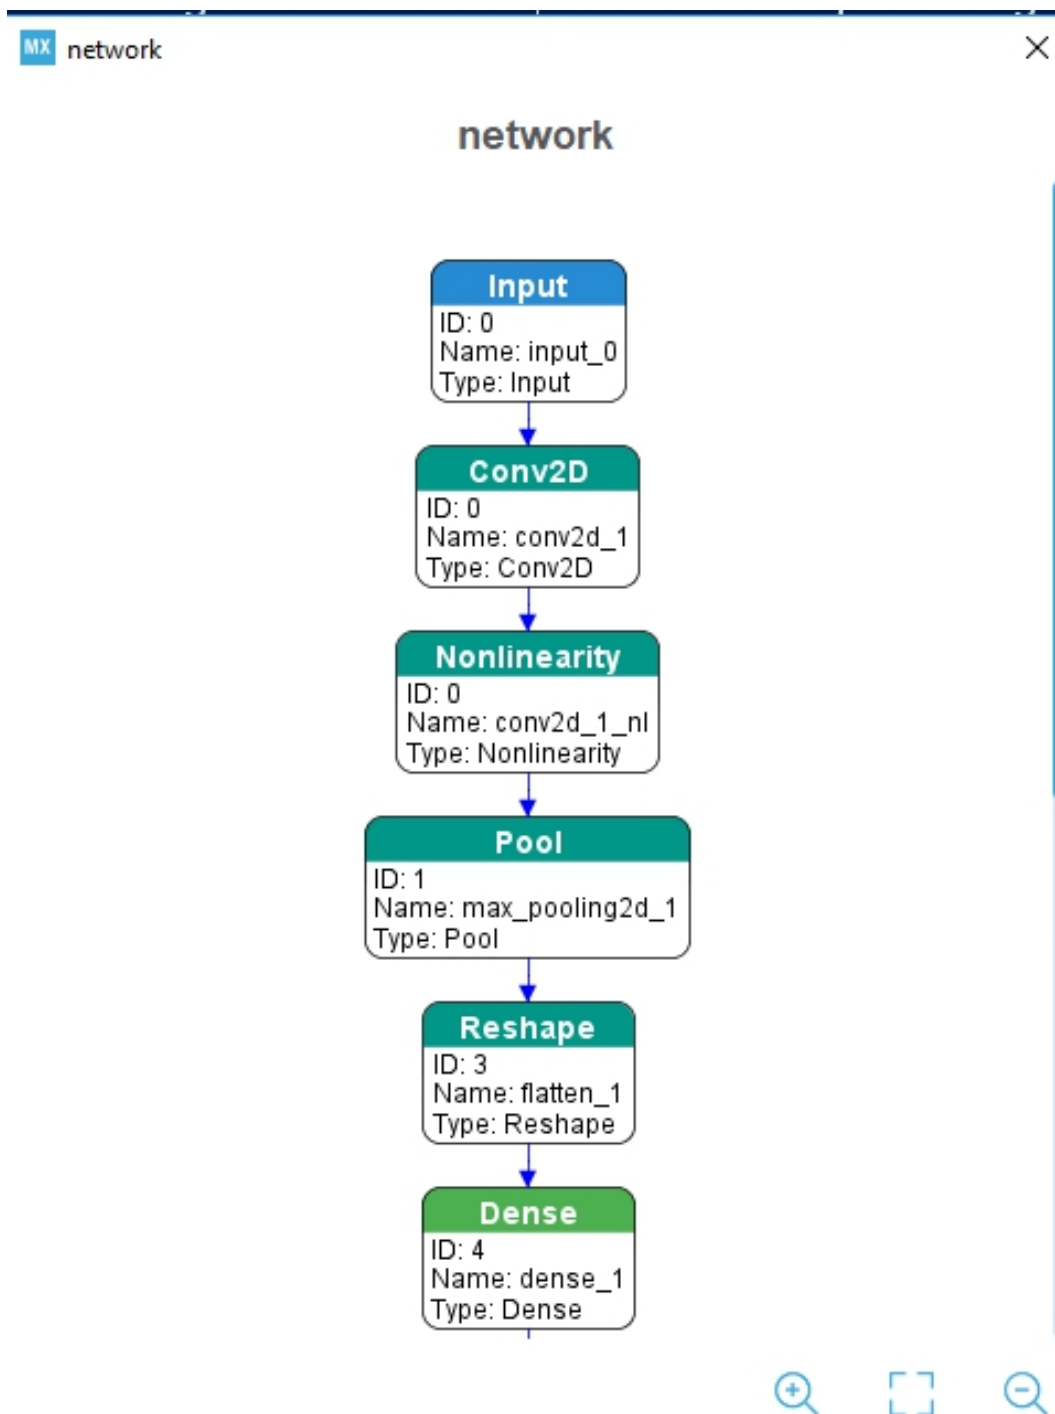 MX network
network
Input
ID: 0
Name: input_0
Type: Input
Conv2D
ID: 0
Name: conv2d_1
Type: Conv2D
Nonlinearity
ID: 0
Name: conv2d_1_nl
Type: Nonlinearity
Pool
ID: 1
Name: max_pooling2d_1
Type: Pool
Reshape
ID: 3
Name: flatten_1
Type: Reshape
Dense
ID: 4
Name: dense_1
Type: Dense